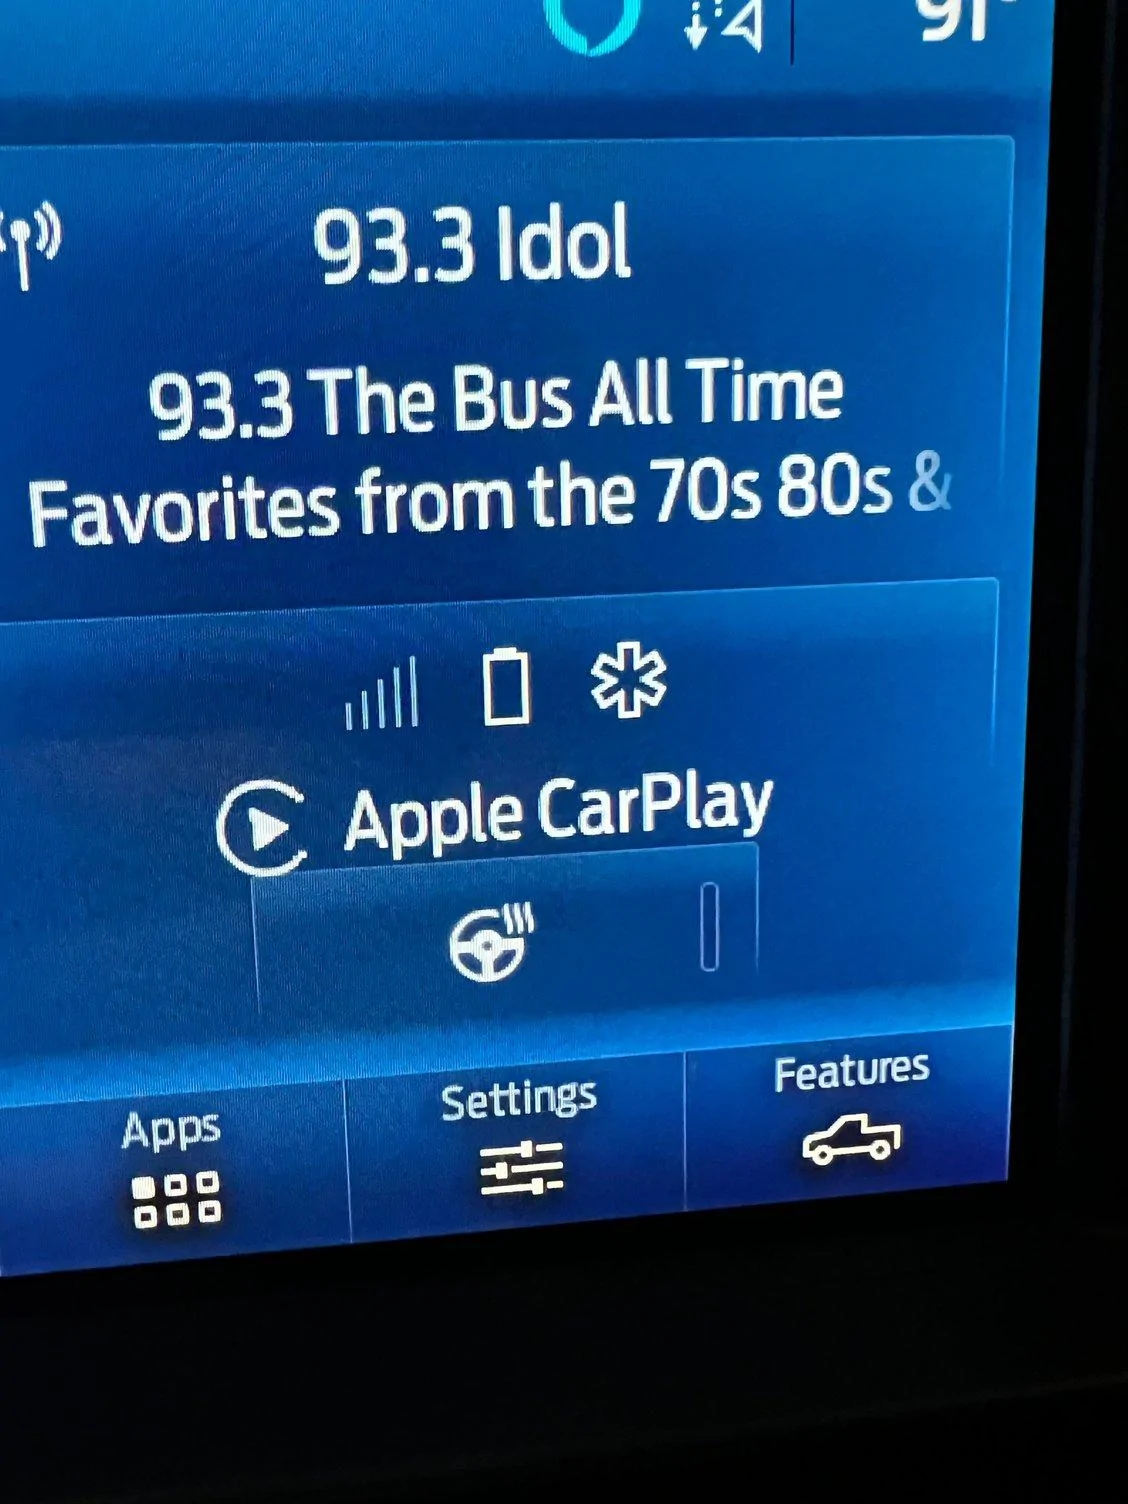 91°
93.3 Idol
93.3 The Bus All Time
Favorites from the 70s 80s &
Apple CarPlay
Apps
Settings
Features